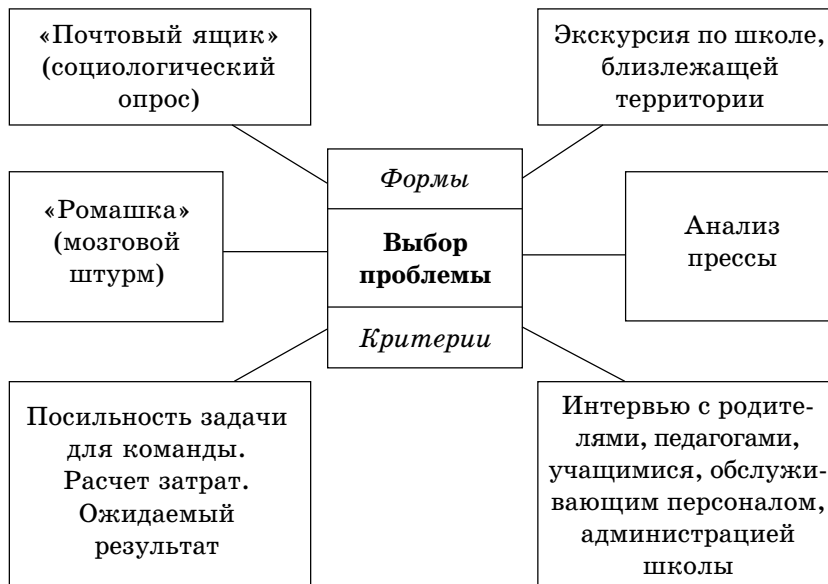 «Почтовый ящик»
(социологический
опрос)
Экскурсия по школе,
близлежащей
территории
«Ромашка»
(мозговой
штурм)
Формы
Выбор
проблемы
Критерии
Анализ
прессы
Посильность задачи
для команды.
Расчет затрат.
Ожидаемый
результат
Интервью с родите-
лями, педагогами,
учащимися, обслужи-
вающим персоналом,
администрацией
школы